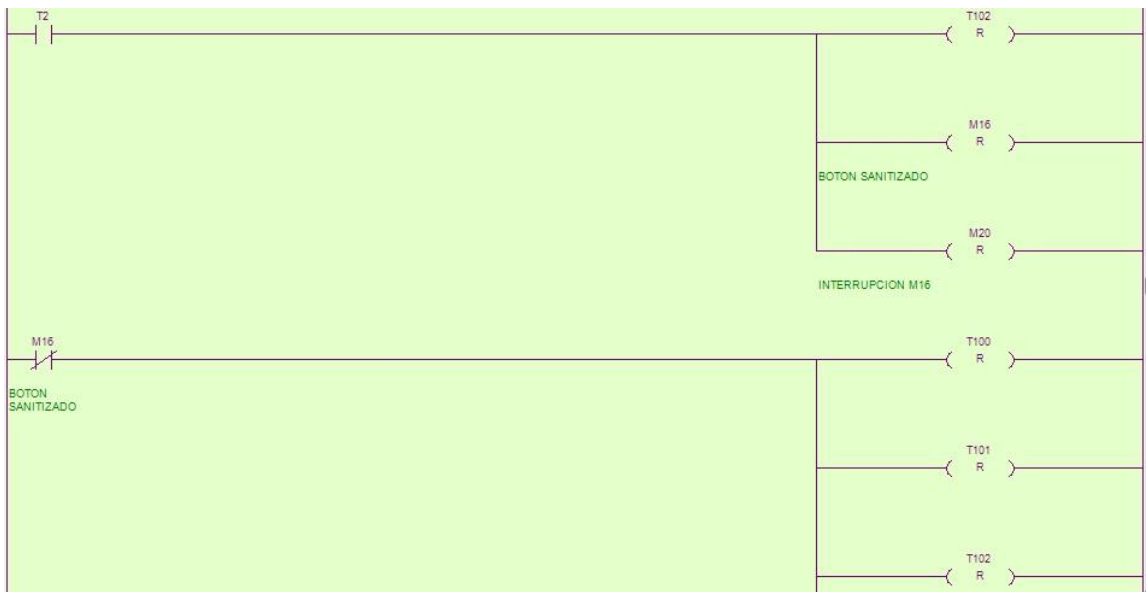 T2
T102
R
M16
R
BOTON SANITIZADO
M20
R
INTERRUPCION M16
M16
BOTON
SANITIZADO
T100
R
T101
R
T102
R